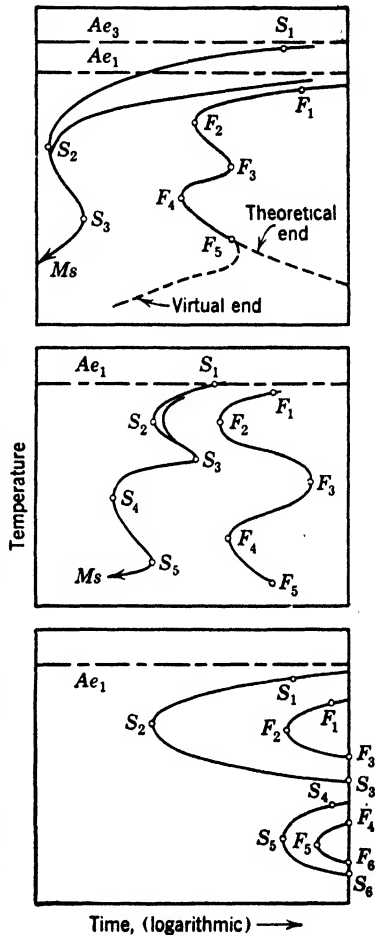 Ae3 S1
Ae1
F1
F2
S2
F3
F4
S3
Theoretical
end
F5
Ms
Virtual end
Ae1 S1
F1
S2 F2
S3
F3
S4
F4
S5
Ms F5
Temperature
Ae1
S1
F1
S2 F2
F3
S3
S4
F4
S5 F5
F6
S6
Time, (logarithmic)